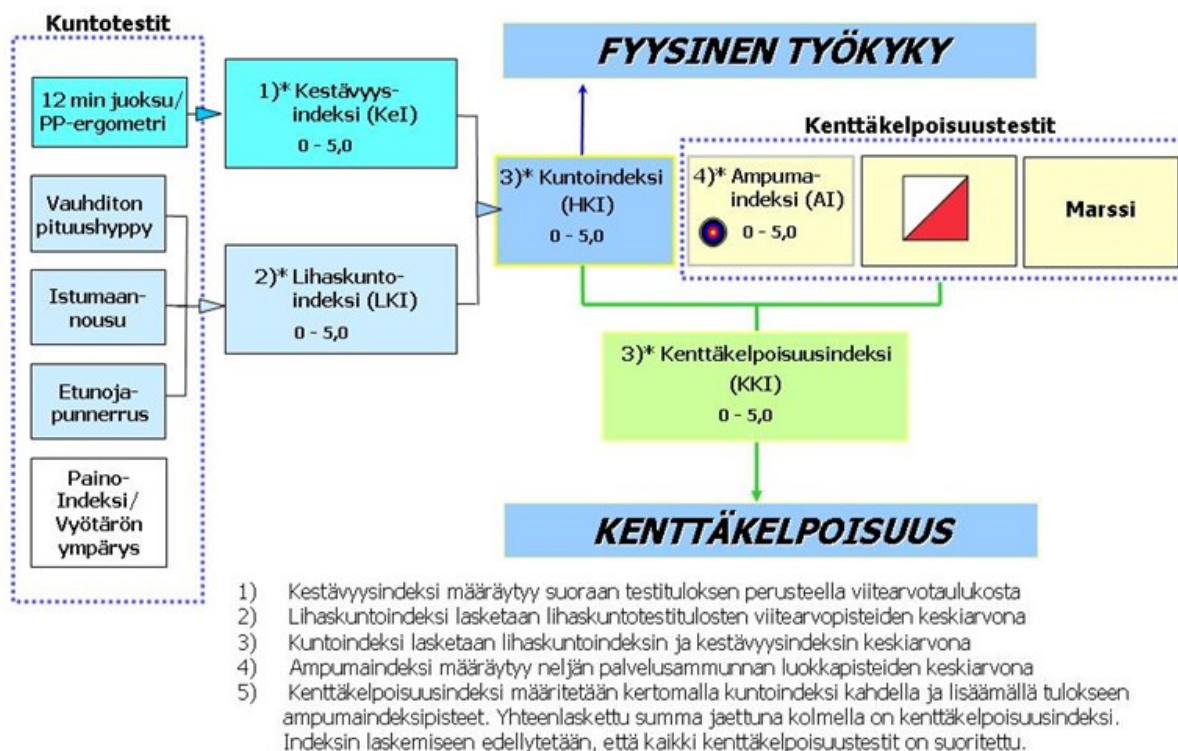 Kuntotestit
12 min juoksu/
PP-ergometri
Vauhditon
pituushyppy
Istumaan-
nousu
Etunoja-
punnerrus
Paino-
Indeksi/
Vyötärön
ympärys
1)* Kestävyys-
indeksi (KeI)
0 - 5,0
2)* Lihaskunto-
indeksi (LKI)
0 - 5,0
FYYSINEN TYÖKYKY
3)* Kuntoindeksi
(HKI)
0 - 5,0
Kenttäkelpoisuustestit
4)* Ampuma-
indeksi (AI)
0 - 5,0
Marssi
3)* Kenttäkelpoisuusindeksi
(KKI)
0 - 5,0
KENTTÄKELPOISUUS
1) Kestävyysindeksi määräytyy suoraan testituloksen perusteella viitearvotaulukosta
2) Lihaskuntoindeksi lasketaan lihaskuntotestitulosten viitearvopisteiden keskiarvona
3) Kuntoindeksi lasketaan lihaskuntoindeksin ja kestävyysindeksin keskiarvona
4) Ampumaindeksi määräytyy neljän palvelusammunnan luokkapisteiden keskiarvona
5) Kenttäkelpoisuusindeksi määritetään kertomalla kuntoindeksi kahdella ja lisäämällä tulokseen
ampumaindeksipisteet. Yhteenlaskettu summa jaettuna kolmella on kenttäkelpoisuusindeksi.
Indeksin laskemiseen edellytetään, että kaikki kenttäkelpoisuustestit on suoritettu.